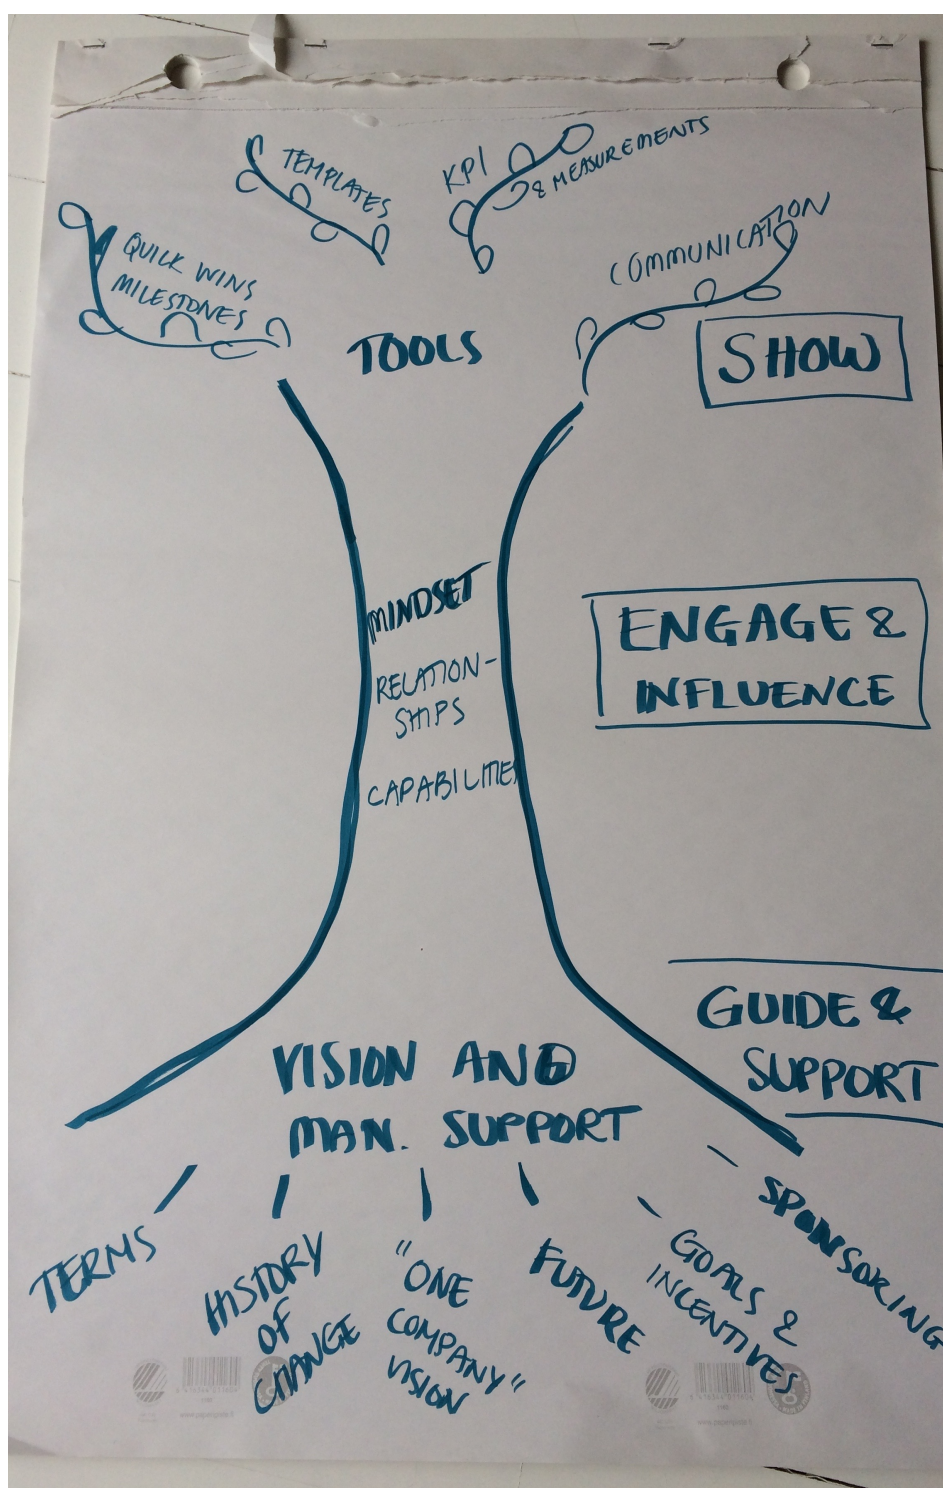 TEMPLATES
KPI
& MEASUREMENTS
QUICK WINS
MILESTONES
COMMUNICATION
TOOLS
SHOW
MINDSET
RELATION-
SHIPS
CAPABILITIES
ENGAGE &
INFLUENCE
GUIDE &
SUPPORT
VISION AND
MAN. SUPPORT
TERMS
HISTORY
OF
CHANGE
"ONE
COMPANY"
VISION
FUTURE
GOALS &
INCENTIVES
SPONSORING